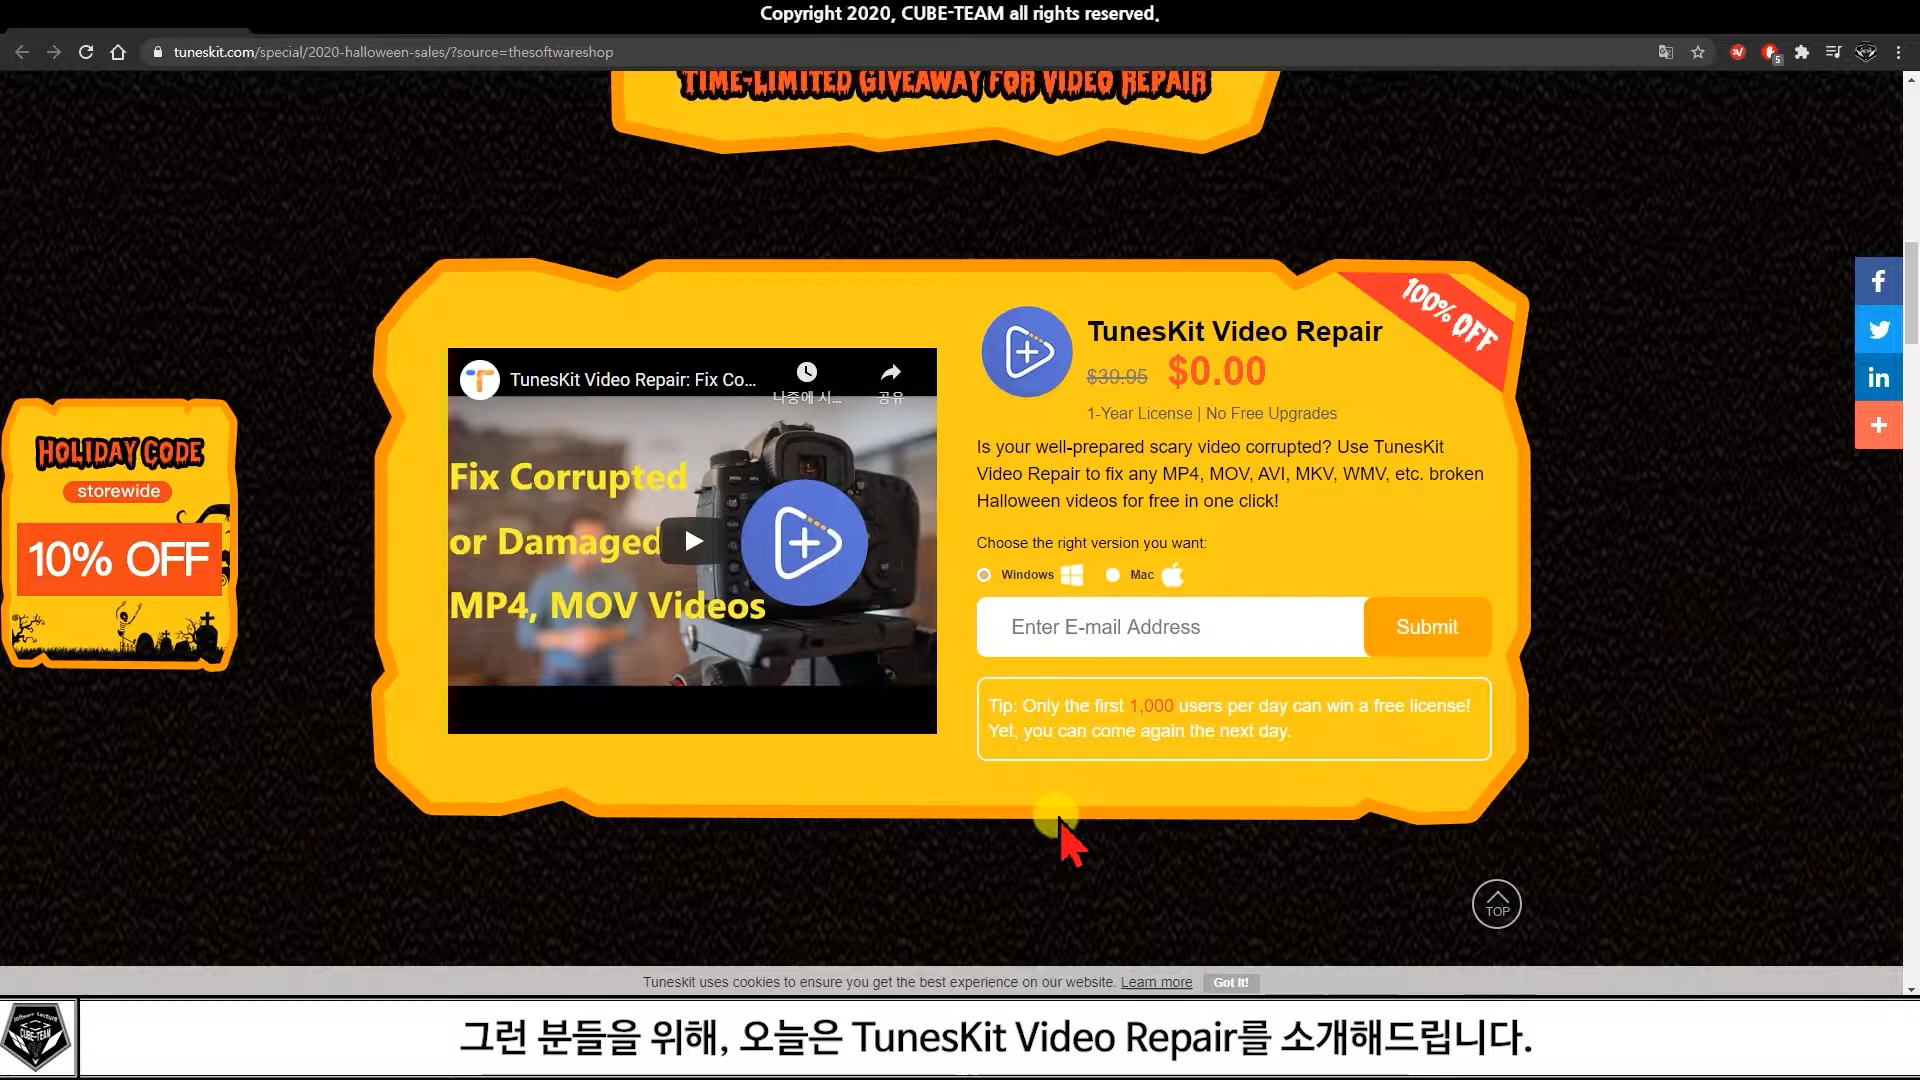 Copyright 2020, CUBE-TEAM all rights reserved.
tuneskit.com/special/2020-halloween-sales/?source=thesoftwareshop
5
TIME-LIMITED GIVEAWAY FOR VIDEO REPAIR
100% OFF
TunesKit Video Repair
$39.95 $0.00
1-Year License | No Free Upgrades
TunesKit Video Repair: Fix Co...
나중에 시...
공유
Fix Corrupted
or Damaged
MP4, MOV Videos
Is your well-prepared scary video corrupted? Use TunesKit
Video Repair to fix any MP4, MOV, AVI, MKV, WMV, etc. broken
Halloween videos for free in one click!
Choose the right version you want:
Windows Mac
Enter E-mail Address
Submit
Tip: Only the first 1,000 users per day can win a free license!
Yet, you can come again the next day.
HOLIDAY CODE
storewide
10% OFF
TOP
Tuneskit uses cookies to ensure you get the best experience on our website. Learn more Got It!
Software Lecture
CUBE-TEAM
그런 분들을 위해, 오늘은 TunesKit Video Repair를 소개해드립니다.